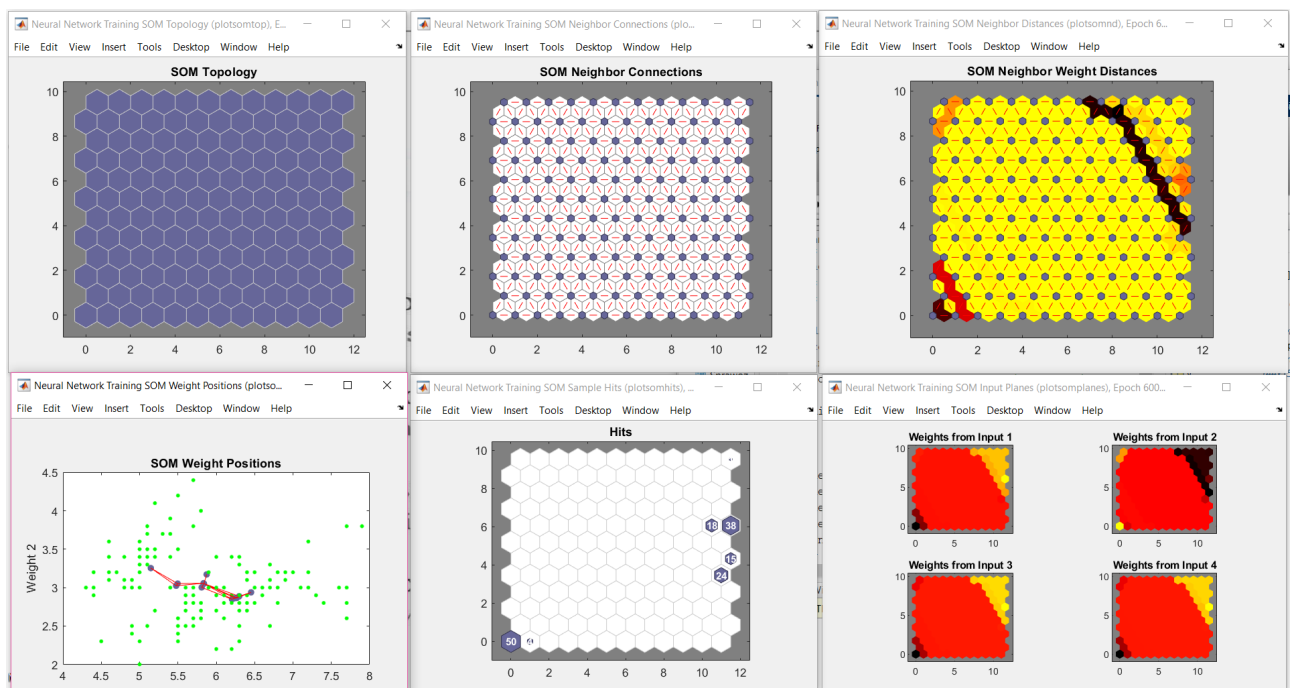 Neural Network Training SOM Topology (plotsomtop), E...
File Edit View Insert Tools Desktop Window Help
SOM Topology
10
8
6
4
2
0
0 2 4 6 8 10 12
Neural Network Training SOM Neighbor Connections (plo...
File Edit View Insert Tools Desktop Window Help
SOM Neighbor Connections
10
8
6
4
2
0
0 2 4 6 8 10 12
Neural Network Training SOM Neighbor Distances (plotsomnd), Epoch 6...
File Edit View Insert Tools Desktop Window Help
SOM Neighbor Weight Distances
10
8
6
4
2
0
0 2 4 6 8 10 12
Neural Network Training SOM Weight Positions (plotso...
File Edit View Insert Tools Desktop Window Help
SOM Weight Positions
Weight 2
4.5
4
3.5
3
2.5
2
4 4.5 5 5.5 6 6.5 7 7.5 8
Neural Network Training SOM Sample Hits (plotsomhits), ...
File Edit View Insert Tools Desktop Window Help
Hits
10
8
6
4
2
0
18 38
15
24
50
0 2 4 6 8 10 12
Neural Network Training SOM Input Planes (plotsomplanes), Epoch 600...
File Edit View Insert Tools Desktop Window Help
Weights from Input 1
10
5
0
0 5 10
Weights from Input 2
10
5
0
0 5 10
Weights from Input 3
10
5
0
0 5 10
Weights from Input 4
10
5
0
0 5 10